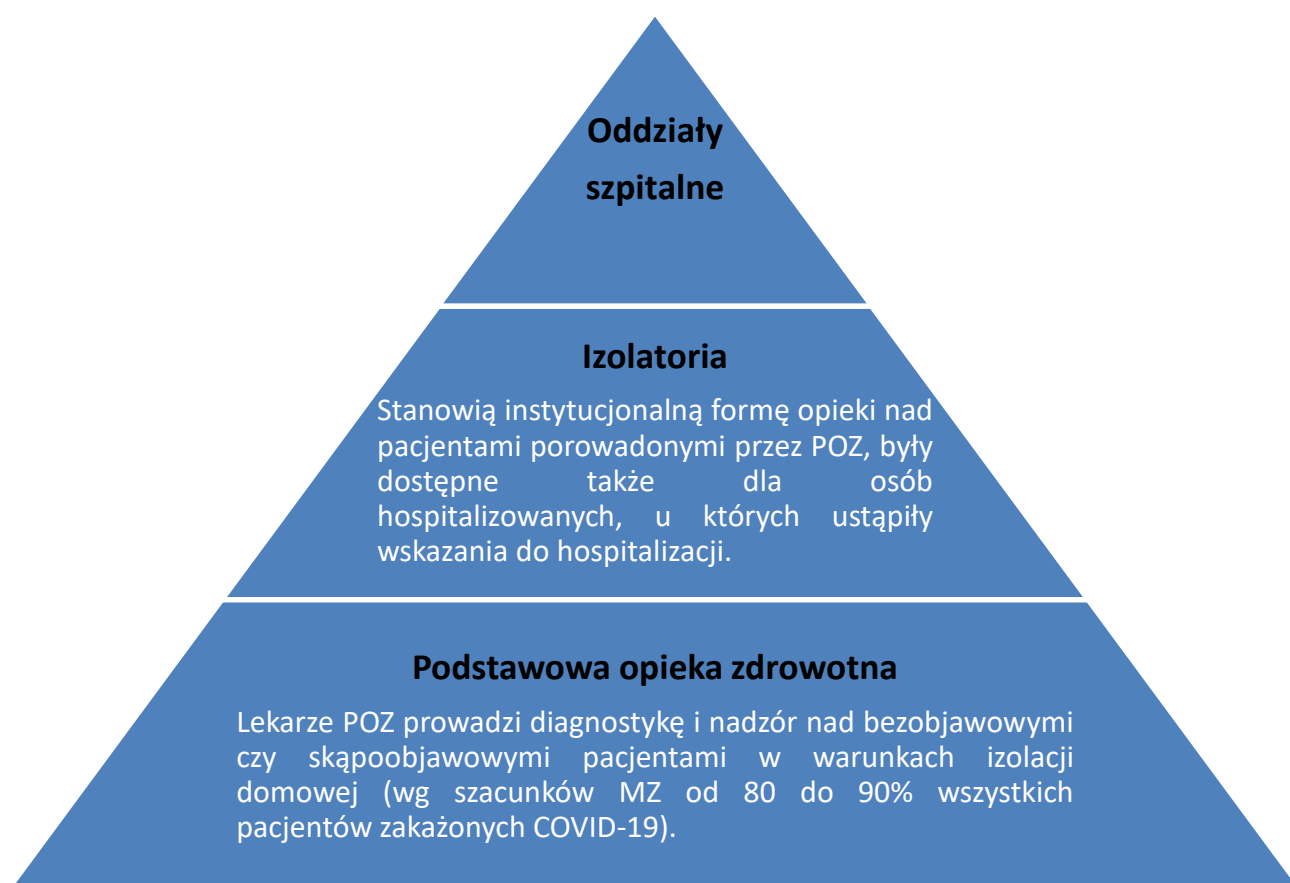 Oddziały
szpitalne
Izolatoria
Stanowią instytucjonalną formę opieki nad
pacjentami porowadonymi przez POZ, były
dostępne także dla osób
hospitalizowanych, u których ustąpiły
wskazania do hospitalizacji.
Podstawowa opieka zdrowotna
Lekarze POZ prowadzi diagnostykę i nadzór nad bezobjawowymi
czy skąpoobjawowymi pacjentami w warunkach izolacji
domowej (wg szacunków MZ od 80 do 90% wszystkich
pacjentów zakażonych COVID-19).